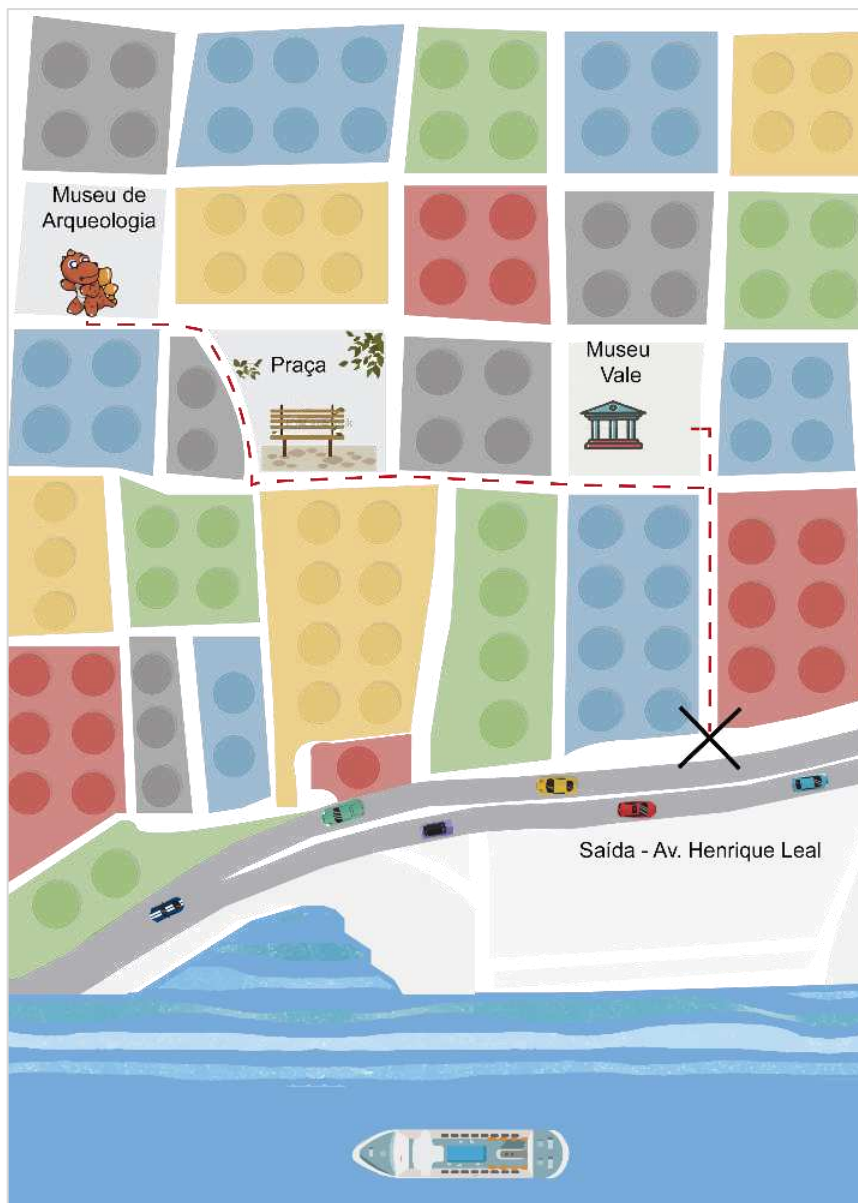 Museu de
Arqueologia
Praça
Museu
Vale
Saída - Av. Henrique Leal